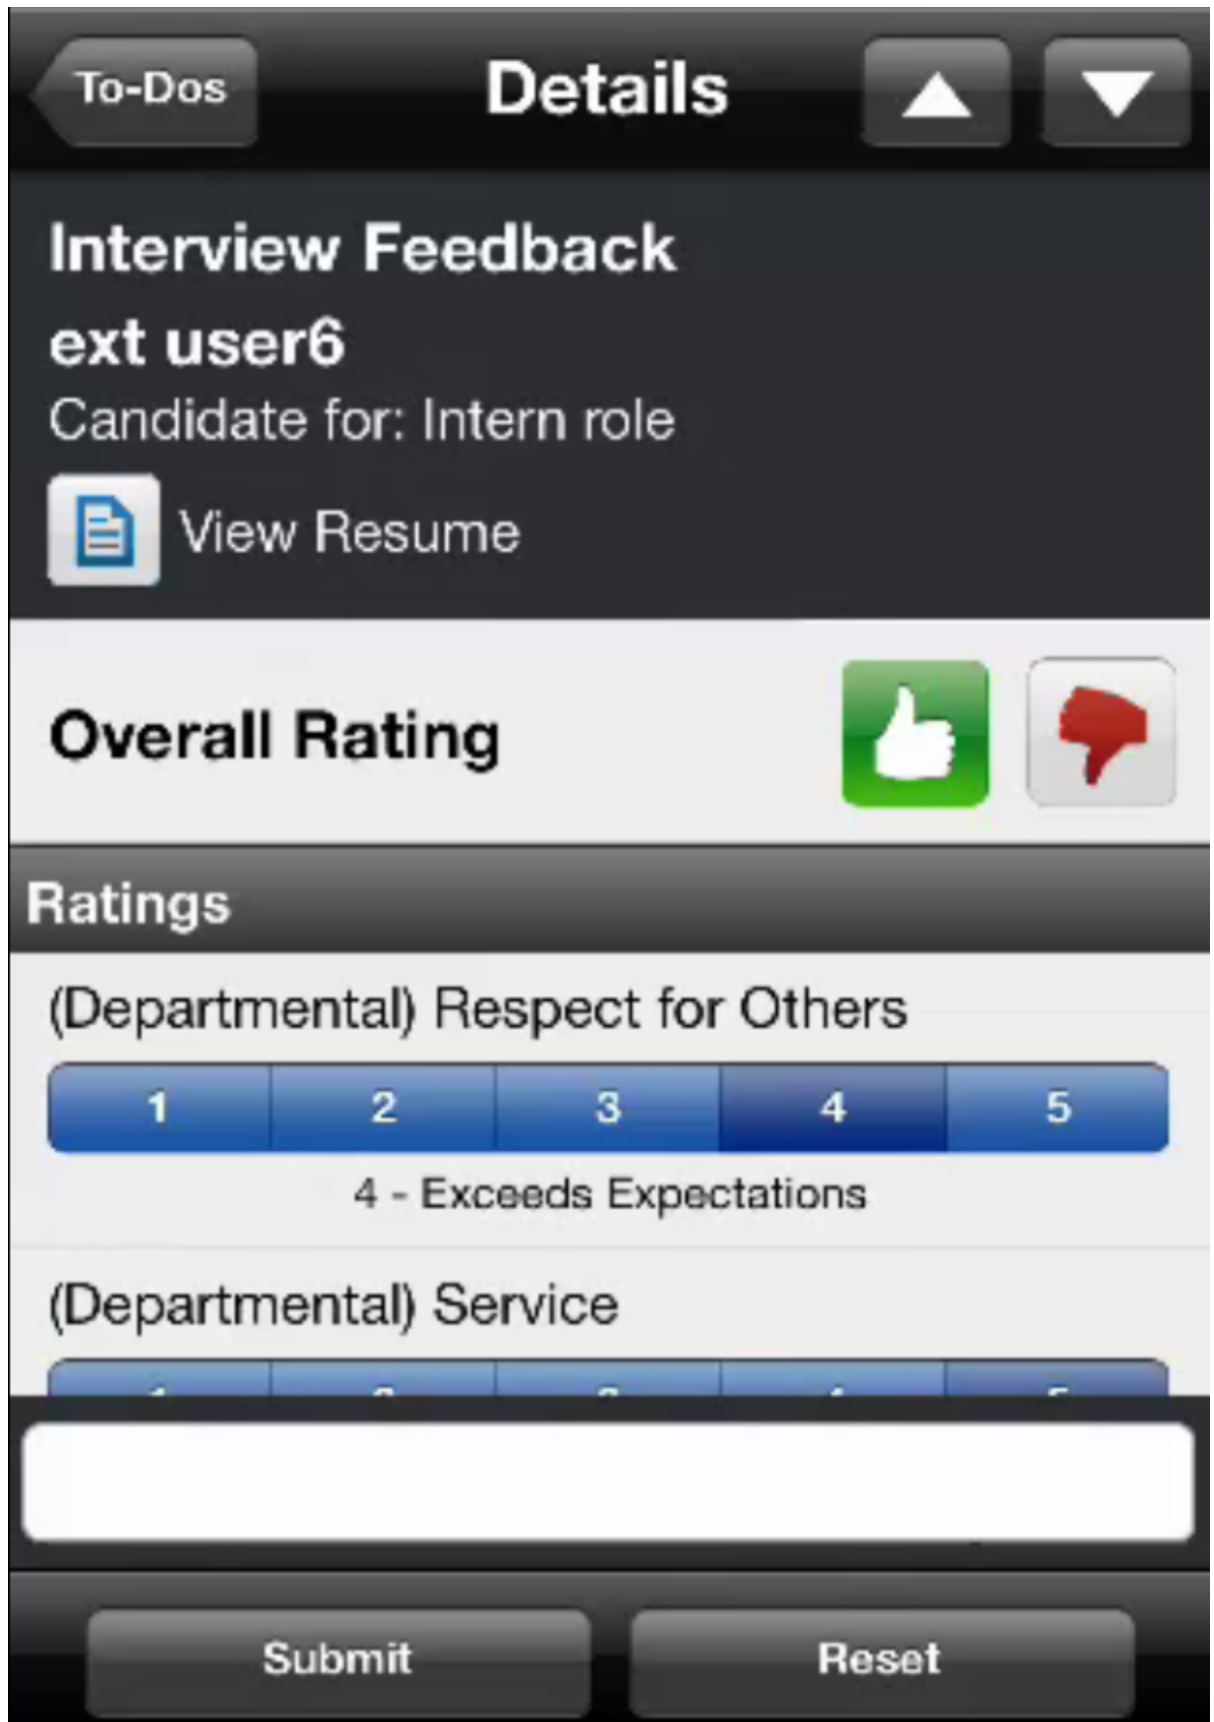 To-Dos Details
Interview Feedback
ext user6
Candidate for: Intern role
View Resume
Overall Rating
Ratings
(Departmental) Respect for Others
1 2 3 4 5
4 - Exceeds Expectations
(Departmental) Service
Submit Reset